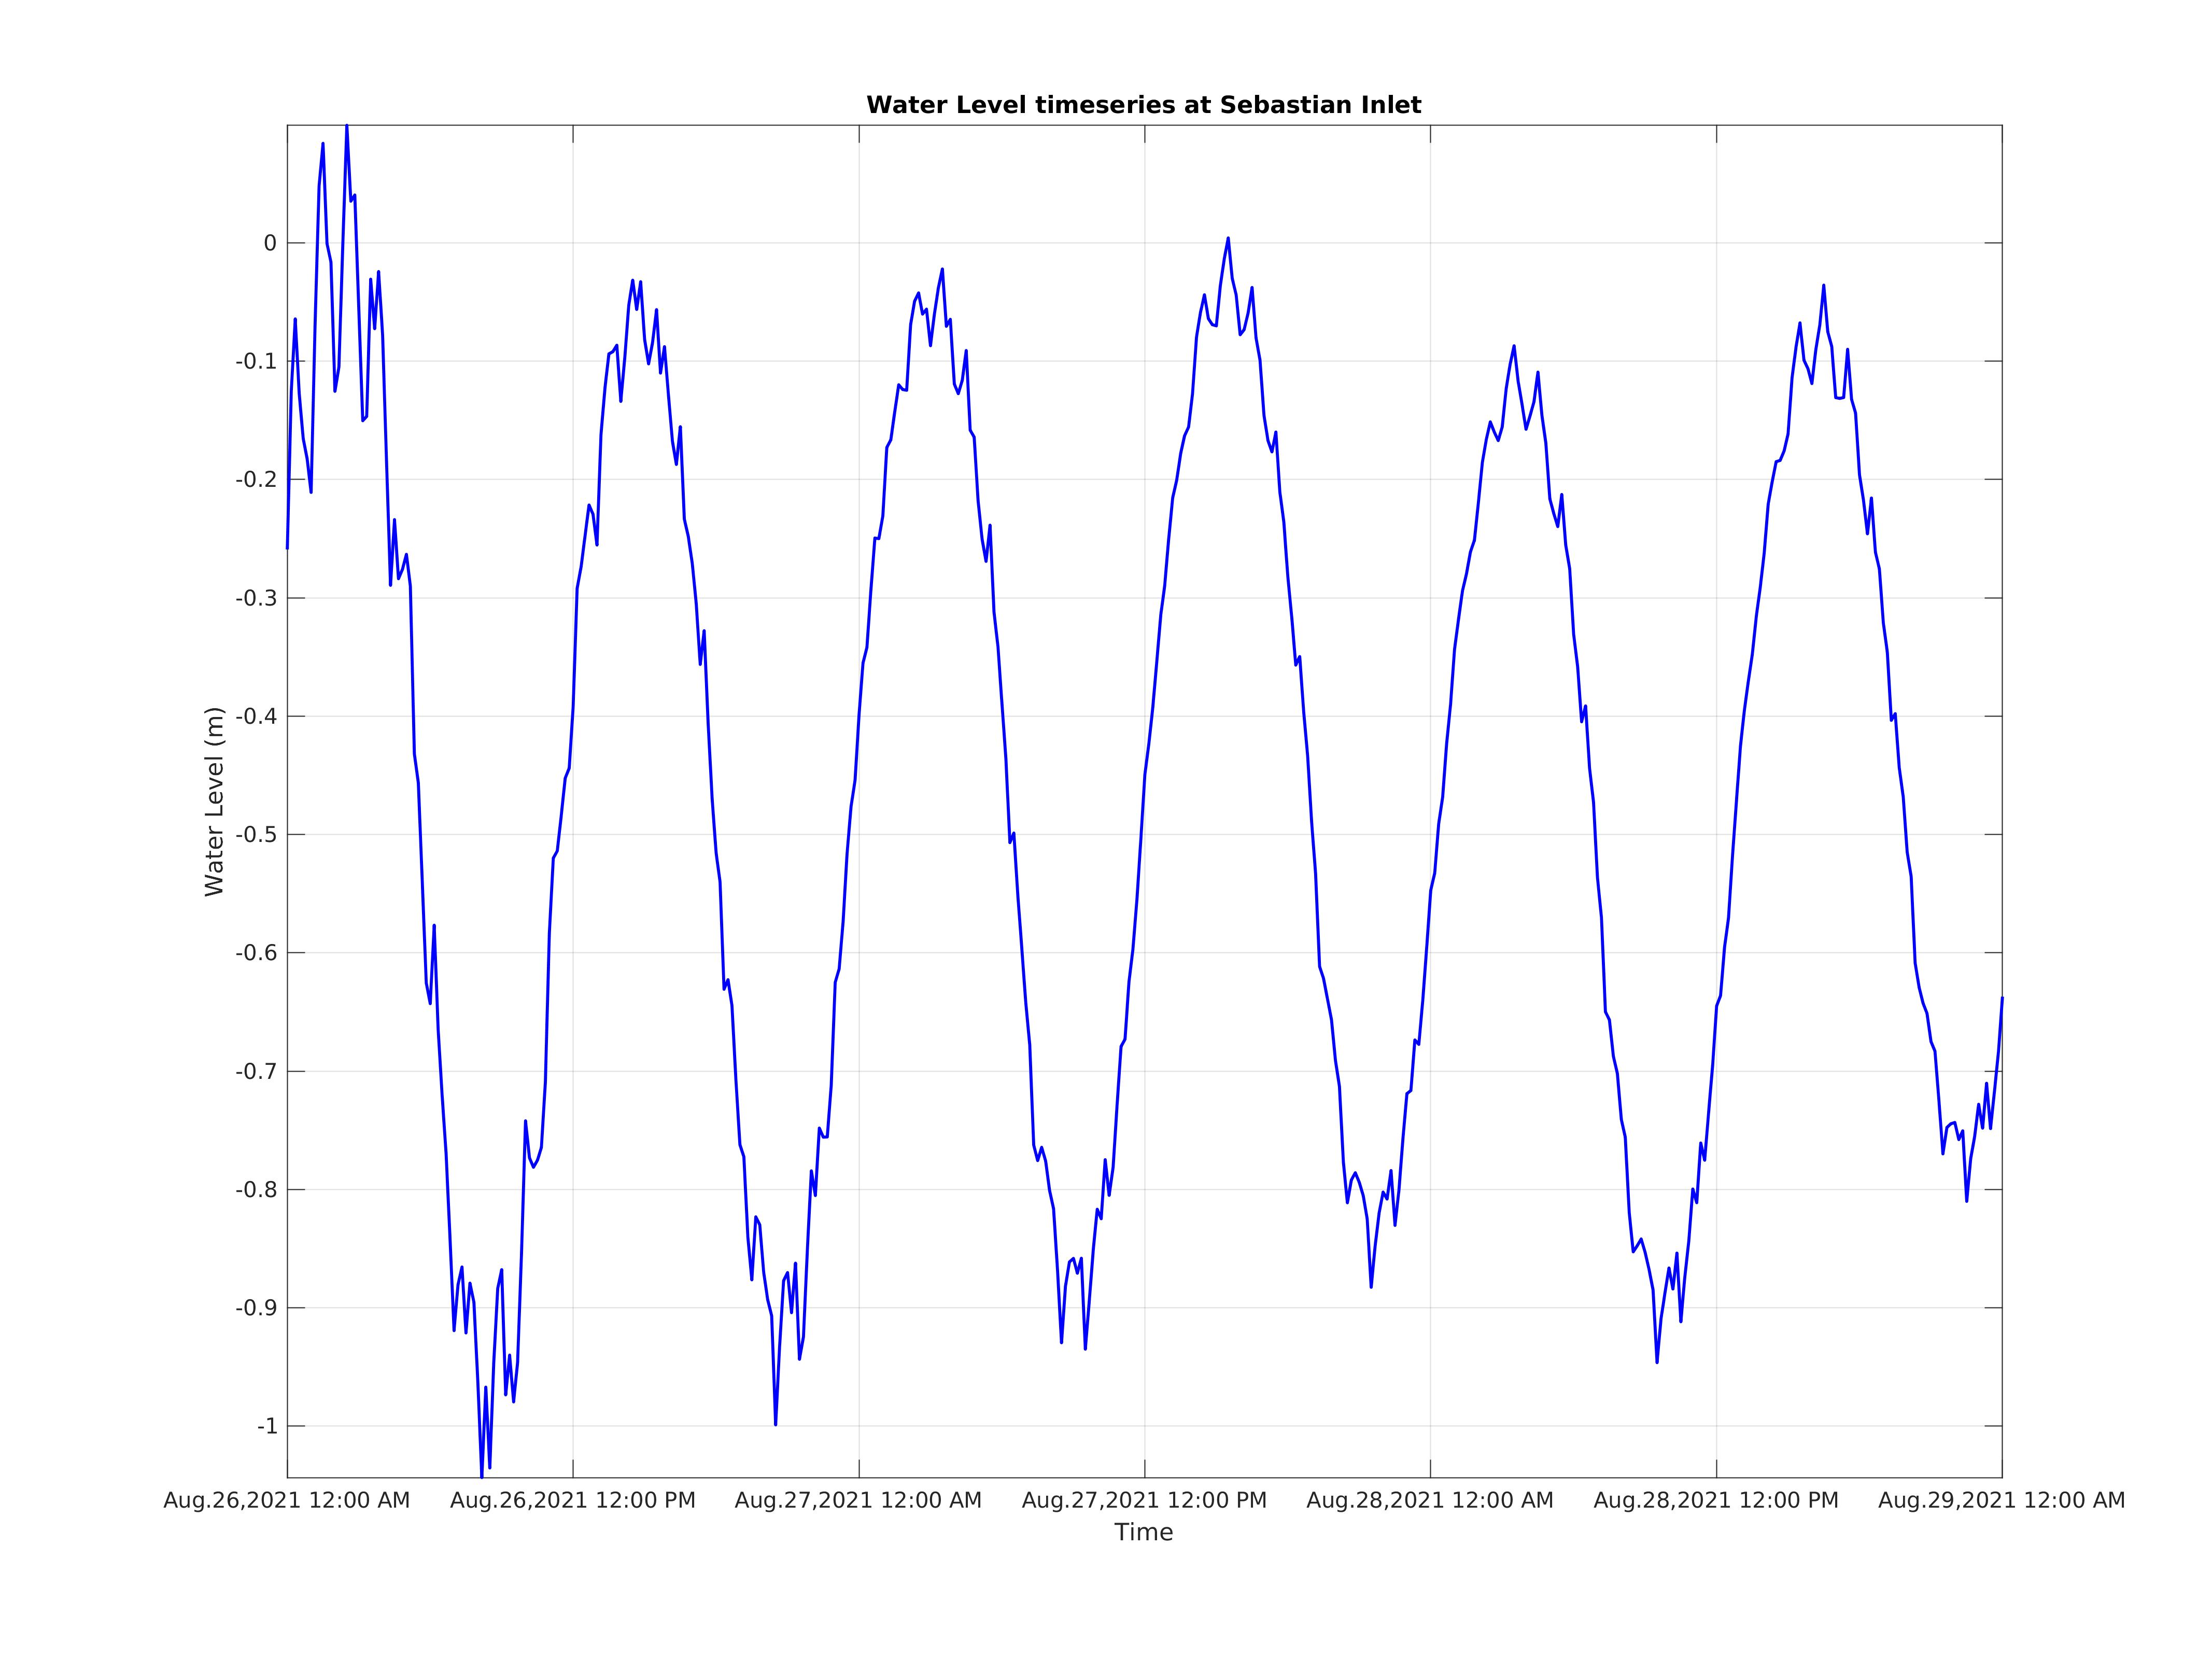 Water Level timeseries at Sebastian Inlet
0
-0.1
-0.2
-0.3
-0.4
-0.5
-0.6
-0.7
-0.8
-0.9
-1
Water Level (m)
Aug.26,2021 12:00 AM Aug.26,2021 12:00 PM Aug.27,2021 12:00 AM Aug.27,2021 12:00 PM Aug.28,2021 12:00 AM Aug.28,2021 12:00 PM Aug.29,2021 12:00 AM
Time